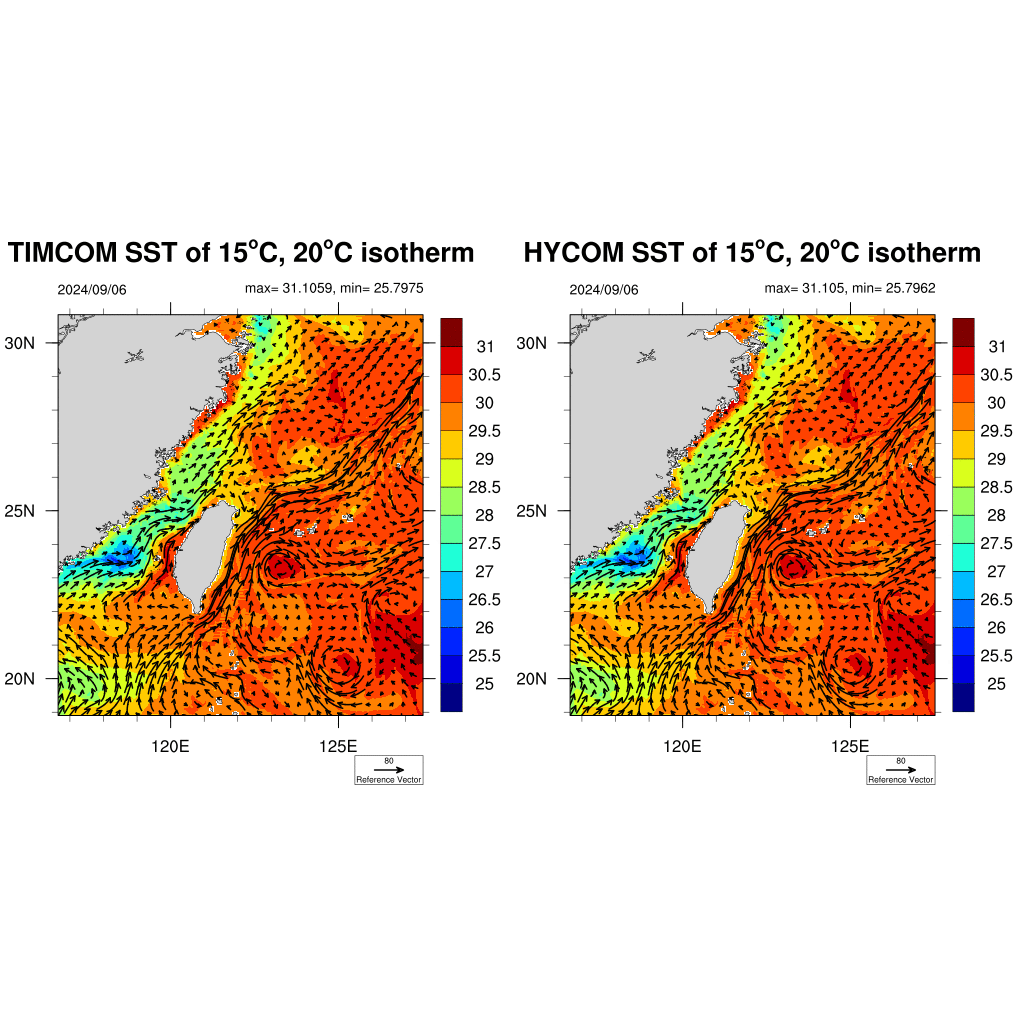 TIMCOM SST of 15°C, 20°C isotherm
2024/09/06
max= 31.1059, min= 25.7975
30N
25N
20N
120E
125E
31
30.5
30
29.5
29
28.5
28
27.5
27
26.5
26
25.5
25
80
Reference Vector
HYCOM SST of 15°C, 20°C isotherm
2024/09/06
max= 31.105, min= 25.7962
30N
25N
20N
120E
125E
31
30.5
30
29.5
29
28.5
28
27.5
27
26.5
26
25.5
25
80
Reference Vector